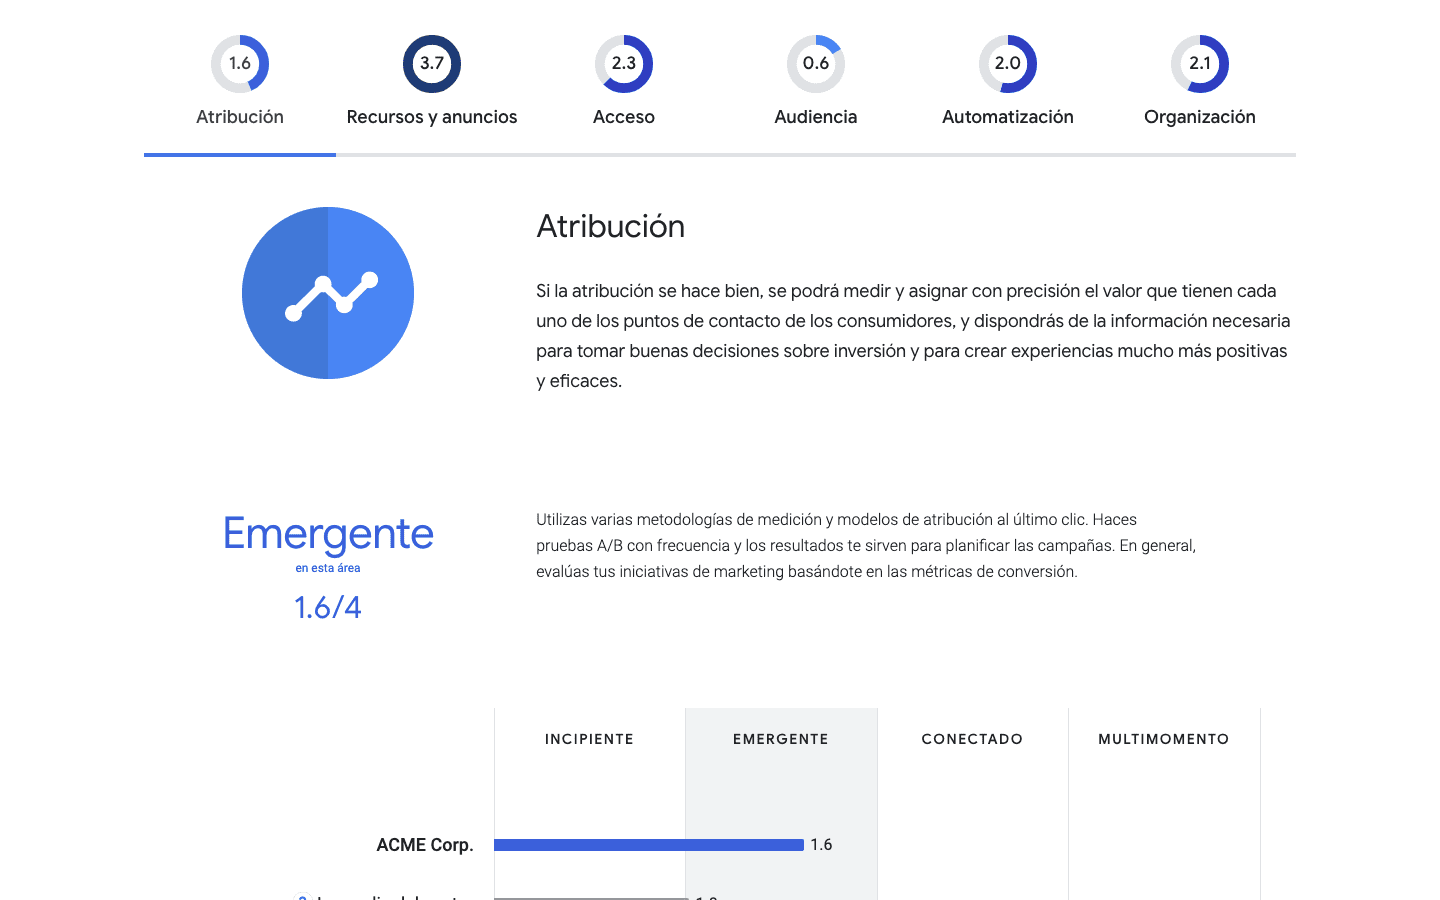 1.6
3.7
2.3
0.6
2.0
2.1
Atribución
Recursos y anuncios
Acceso
Audiencia
Automatización
Organización
Atribución
Si la atribución se hace bien, se podrá medir y asignar con precisión el valor que tienen cada
uno de los puntos de contacto de los consumidores, y dispondrás de la información necesaria
para tomar buenas decisiones sobre inversión y para crear experiencias mucho más positivas
y eficaces.
Emergente
en esta área
1.6/4
Utilizas varias metodologías de medición y modelos de atribución al último clic. Haces
pruebas A/B con frecuencia y los resultados te sirven para planificar las campañas. En general,
evalúas tus iniciativas de marketing basándote en las métricas de conversión.
INCIPIENTE
EMERGENTE
CONECTADO
MULTIMOMENTO
ACME Corp.
1.6